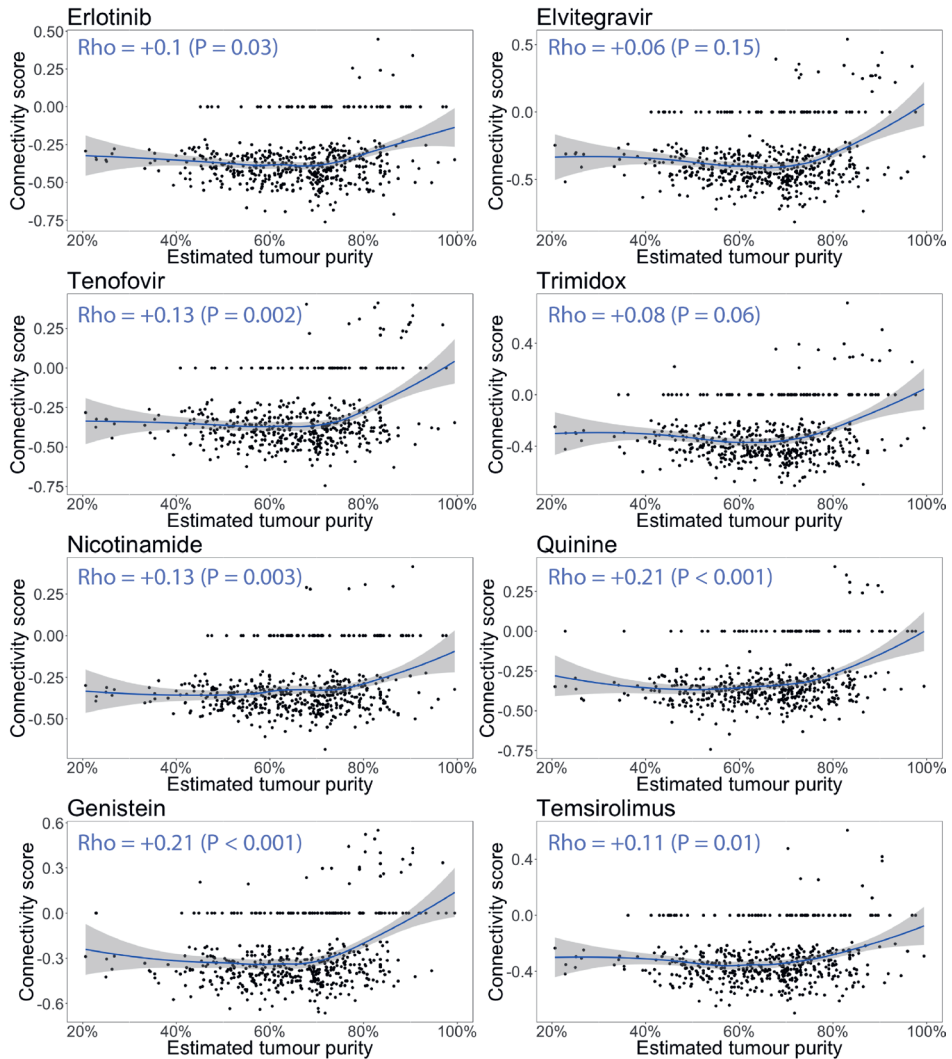 Erlotinib
Rho = +0.1 (P = 0.03)
Connectivity score
0.50
0.25
0.00
-0.25
-0.50
-0.75
20% 40% 60% 80% 100%
Estimated tumour purity
Elvitegravir
Rho = +0.06 (P = 0.15)
Connectivity score
0.5
0.0
-0.5
20% 40% 60% 80% 100%
Estimated tumour purity
Tenofovir
Rho = +0.13 (P = 0.002)
Connectivity score
0.25
0.00
-0.25
-0.50
-0.75
20% 40% 60% 80% 100%
Estimated tumour purity
Trimidox
Rho = +0.08 (P = 0.06)
Connectivity score
0.4
0.0
-0.4
20% 40% 60% 80% 100%
Estimated tumour purity
Nicotinamide
Rho = +0.13 (P = 0.003)
Connectivity score
0.25
0.00
-0.25
-0.50
20% 40% 60% 80% 100%
Estimated tumour purity
Quinine
Rho = +0.21 (P < 0.001)
Connectivity score
0.25
0.00
-0.25
-0.50
-0.75
20% 40% 60% 80% 100%
Estimated tumour purity
Genistein
Rho = +0.21 (P < 0.001)
Connectivity score
0.6
0.3
0.0
-0.3
-0.6
20% 40% 60% 80% 100%
Estimated tumour purity
Temsirolimus
Rho = +0.11 (P = 0.01)
Connectivity score
0.4
0.0
-0.4
20% 40% 60% 80% 100%
Estimated tumour purity